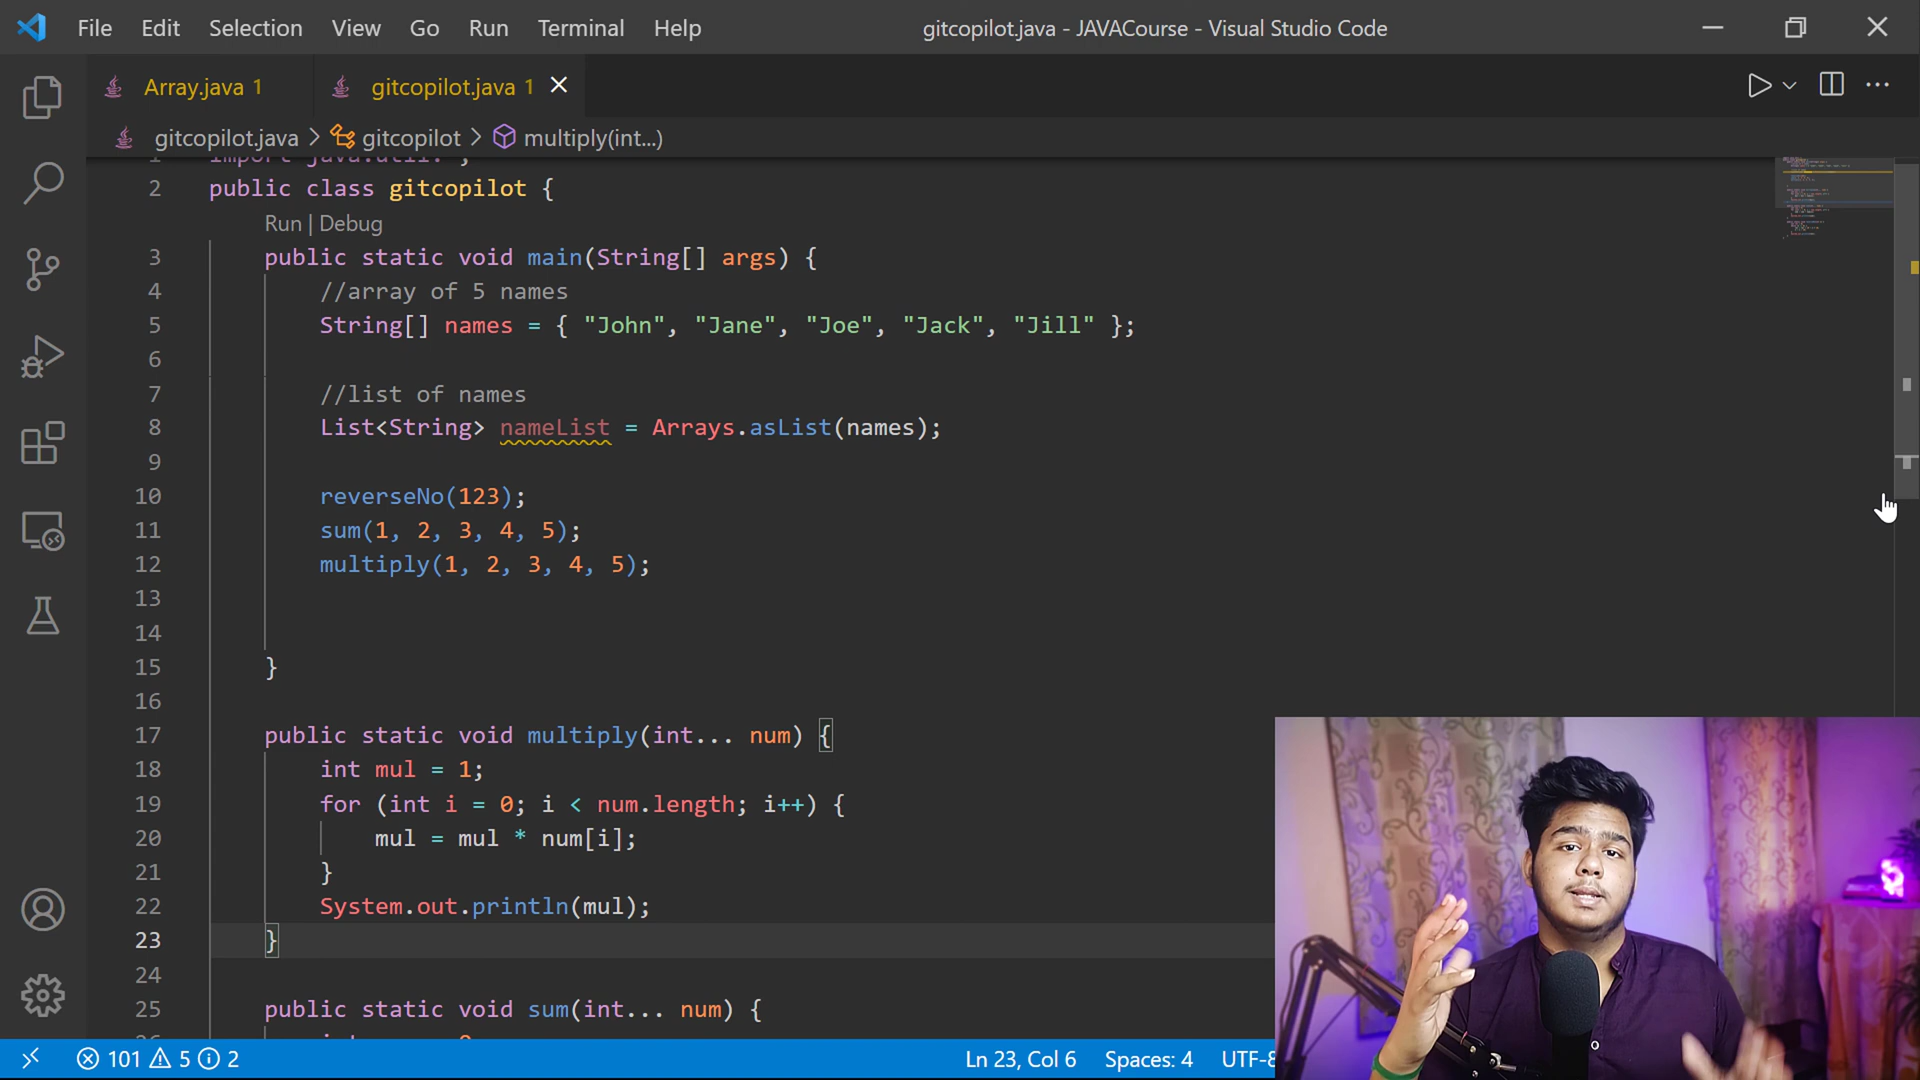 File Edit Selection View Go Run Terminal Help
gitcopilot.java - JAVACourse - Visual Studio Code
Array.java 1
gitcopilot.java 1
gitcopilot.java > gitcopilot > multiply(int...)
1 import java.util.*;
2 public class gitcopilot {
Run | Debug
3 public static void main(String[] args) {
4 //array of 5 names
5 String[] names = { "John", "Jane", "Joe", "Jack", "Jill" };
6
7 //list of names
8 List<String> nameList = Arrays.asList(names);
9
10 reverseNo(123);
11 sum(1, 2, 3, 4, 5);
12 multiply(1, 2, 3, 4, 5);
13
14
15 }
16
17 public static void multiply(int... num) {
18 int mul = 1;
19 for (int i = 0; i < num.length; i++) {
20 mul = mul * num[i];
21 }
22 System.out.println(mul);
23 }
24
25 public static void sum(int... num) {
101 5 2
Ln 23, Col 6 Spaces: 4 UTF-8